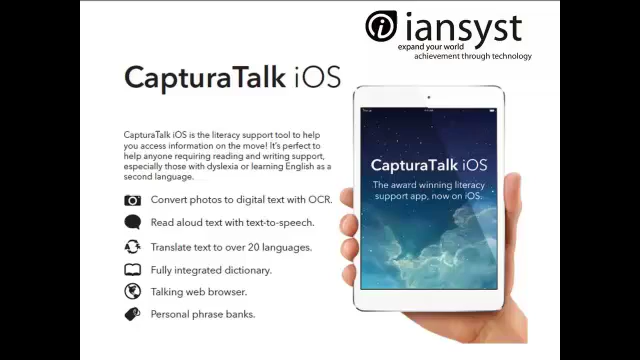 iansyst
expand your world
achievement through technology
CapturaTalk iOS
CapturaTalk iOS is the literacy support tool to help
you access information on the move! It's perfect to
help anyone requiring reading and writing support,
especially those with dyslexia or learning English as a
second language.
Convert photos to digital text with OCR.
Read aloud text with text-to-speech.
Translate text to over 20 languages.
Fully integrated dictionary.
Talking web browser.
Personal phrase banks.
CapturaTalk iOS
The award winning literacy
support app, now on iOS.